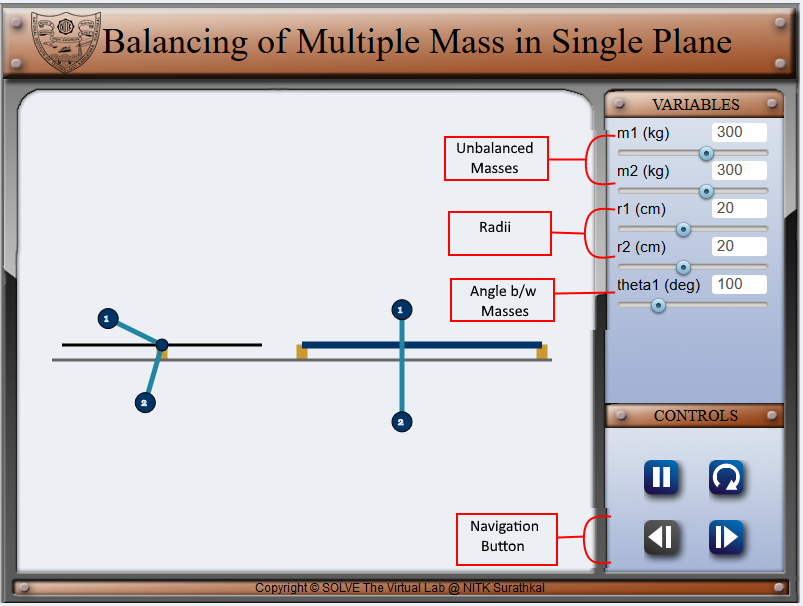 NITK
Balancing of Multiple Mass in Single Plane
VARIABLES
m1 (kg) 300
Unbalanced
Masses
m2 (kg) 300
r1 (cm) 20
Radii
r2 (cm) 20
theta1 (deg) 100
Angle b/w
Masses
1
2
1
2
CONTROLS
Navigation
Button
Copyright © SOLVE The Virtual Lab @ NITK Surathkal